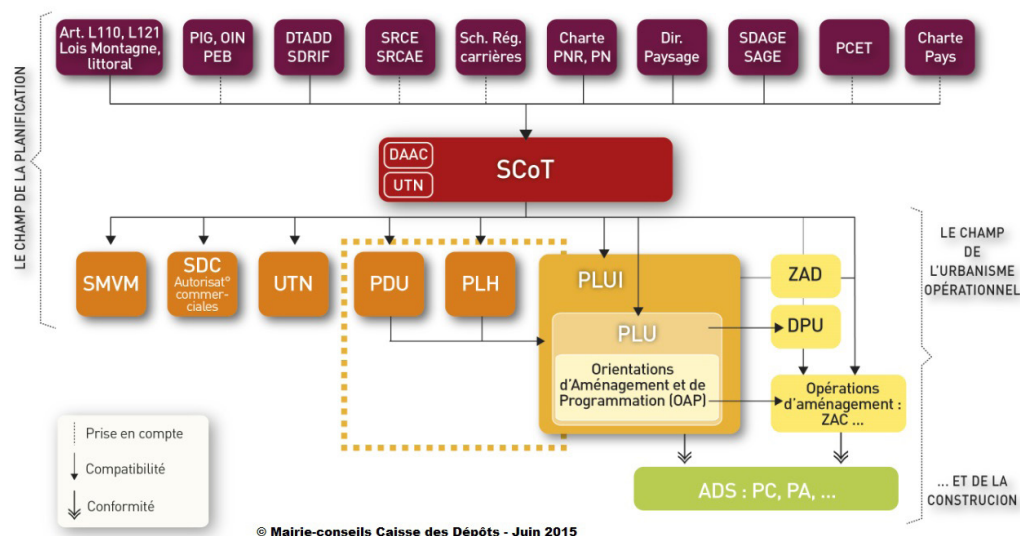 Art. L110, L121
Lois Montagne,
littoral
PIG, OIN
PEB
DTADD
SDRIF
SRCE
SRCAE
Sch. Rég.
carrières
Charte
PNR, PN
Dir.
Paysage
SDAGE
SAGE
PCET
Charte
Pays
LE CHAMP DE LA PLANIFICATION
DAAC
UTN
SCoT
SMVM
SDC
Autorisat°
commer-
ciales
UTN
PDU
PLH
PLUI
PLU
Orientations
d'Aménagement et de
Programmation (OAP)
ZAD
DPU
Opérations
d'aménagement :
ZAC ...
LE CHAMP
DE
L'URBANISME
OPÉRATIONNEL
Prise en compte
Compatibilité
Conformité
ADS : PC, PA, ...
... ET DE LA
CONSTRUCION
© Mairie-conseils Caisse des Dépôts - Juin 2015